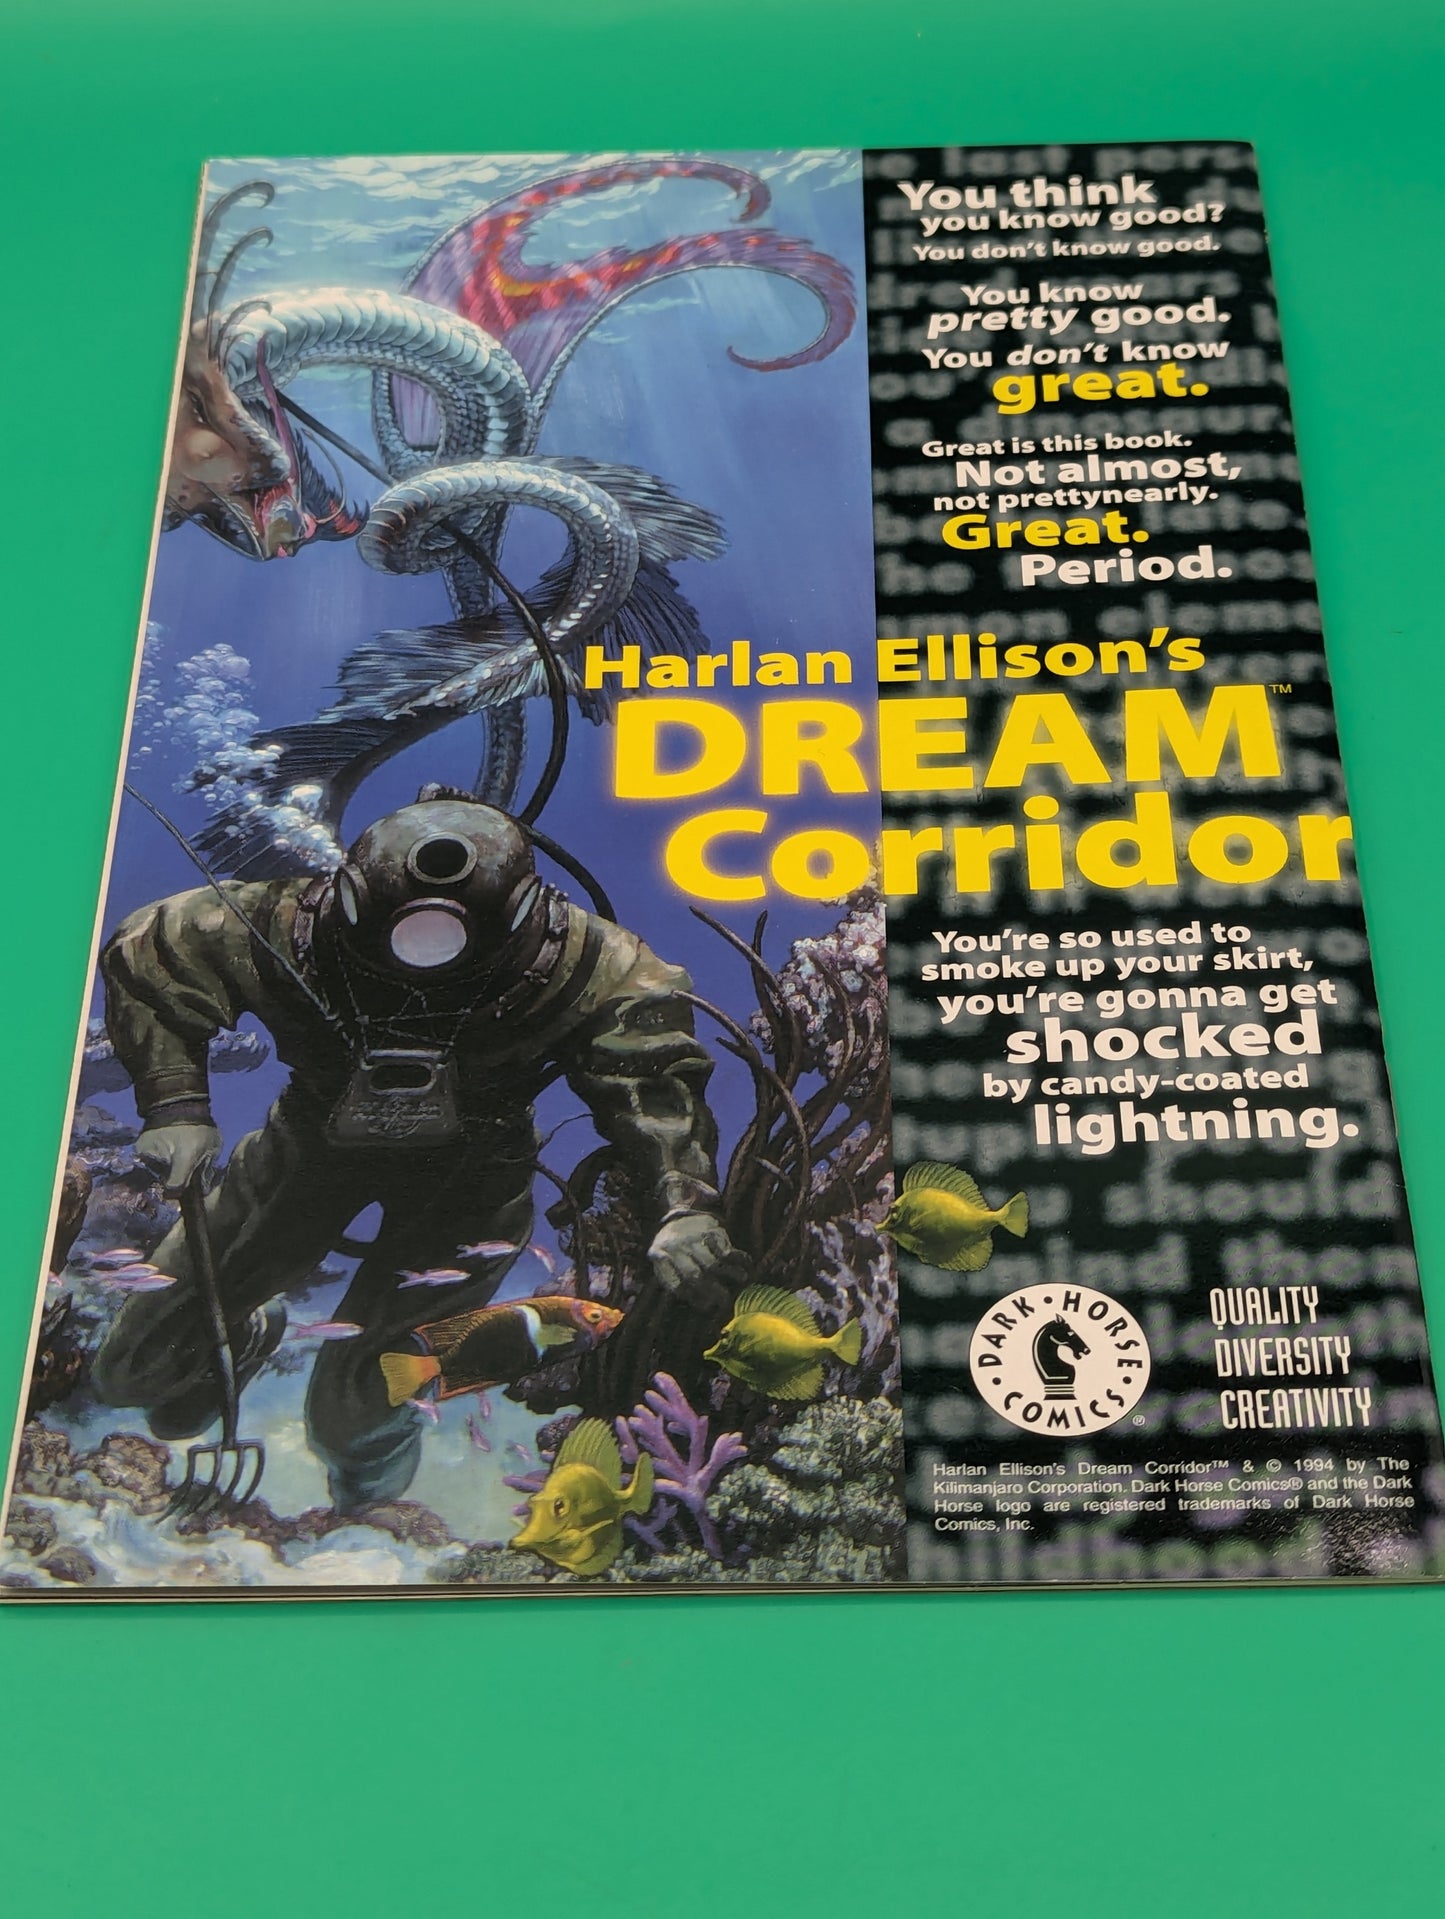 You think
you know good?
You don't know good.
You know
pretty good.
You don't know
great.
Great is this book.
Not almost,
not prettynearly.
Great.
Period.
Harlan Ellison's
DREAM™
Corridor
You're so used to
smoke up your skirt,
you're gonna get
shocked
by candy-coated
lightning.
DARK • HORSE • COMICS •®
QUALITY
DIVERSITY
CREATIVITY
Harlan Ellison's Dream Corridor™ & © 1994 by The
Kilimanjaro Corporation. Dark Horse Comics® and the Dark
Horse logo are registered trademarks of Dark Horse
Comics, Inc.